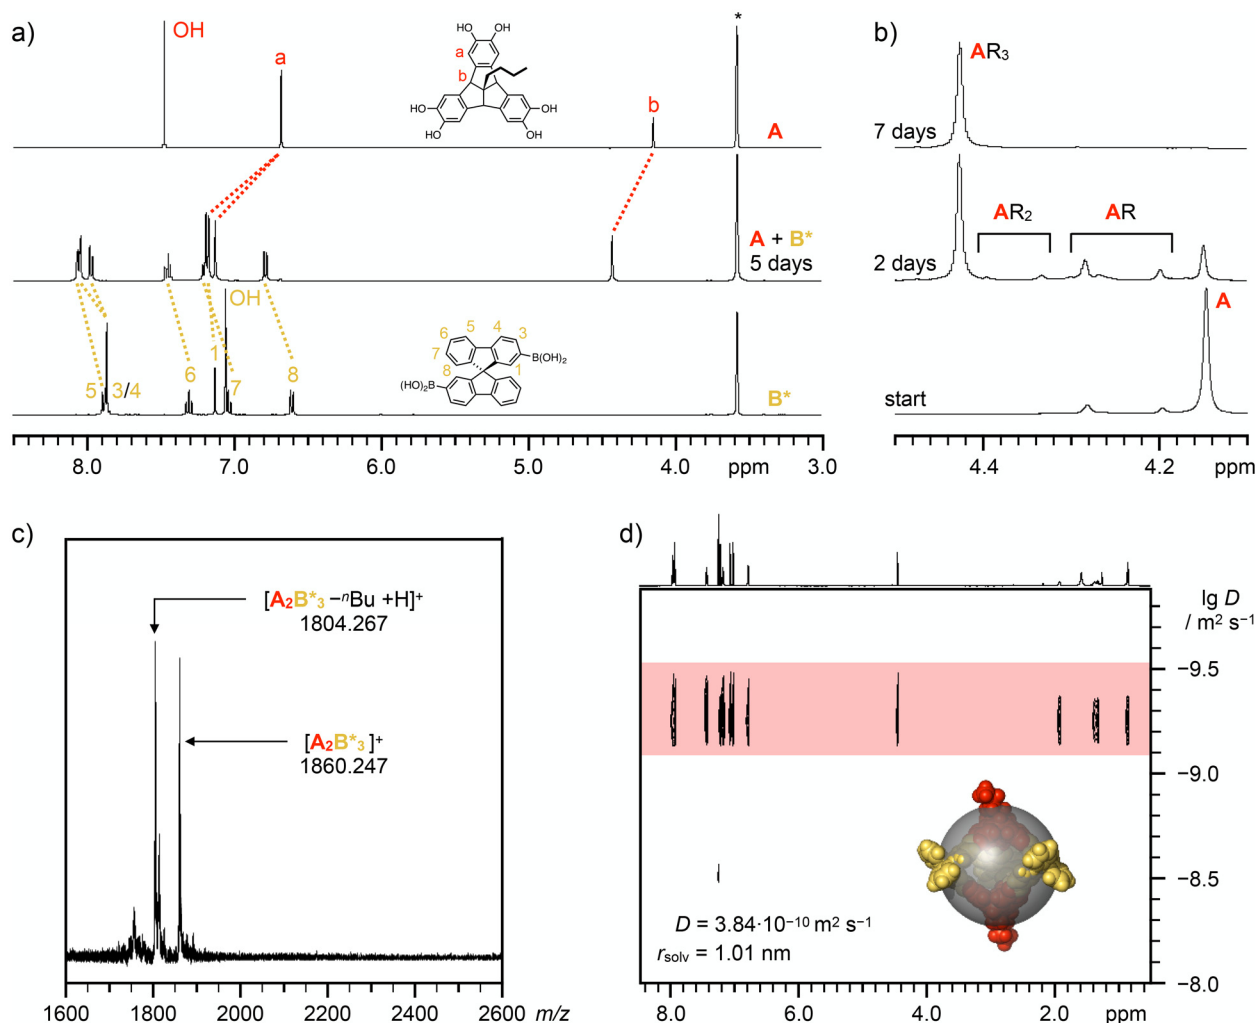 a)
OH
a
b
HO
OH
a
b
HO
OH
HO
OH
*
A
A + B*
5 days
OH
5
3/4
6
1
7
8
6
5
4
3
7
8
1
B(OH)₂
(HO)₂B
B*
8.0
7.0
6.0
5.0
4.0
ppm
3.0
b)
AR₃
7 days
AR₂
AR
2 days
A
start
4.4
4.2
ppm
c)
[A₂B*₃ −ⁿBu +H]⁺
1804.267
[A₂B*₃]⁺
1860.247
1600
1800
2000
2200
2400
2600
m/z
d)
lg D
/ m² s⁻¹
−9.5
−9.0
−8.5
−8.0
D = 3.84·10⁻¹⁰ m² s⁻¹
rsolv = 1.01 nm
8.0
6.0
4.0
2.0
ppm